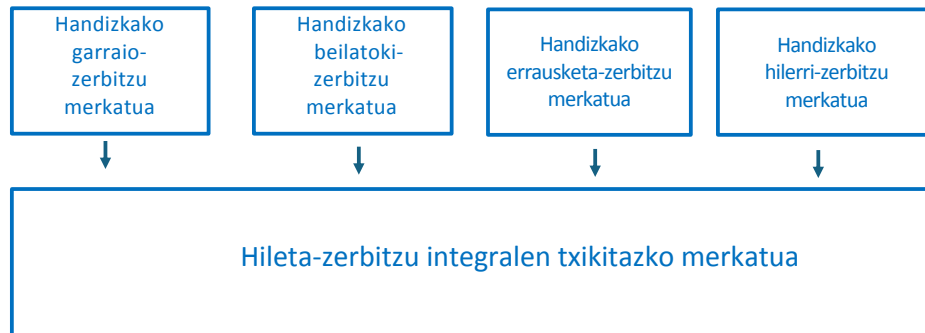 Handizkako
garraio-
zerbitzu
merkatua
Handizkako
beilatoki-
zerbitzu
merkatua
Handizkako
errausketa-zerbitzu
merkatua
Handizkako
hilerri-zerbitzu
merkatua
Hileta-zerbitzu integralen txikitazko merkatua